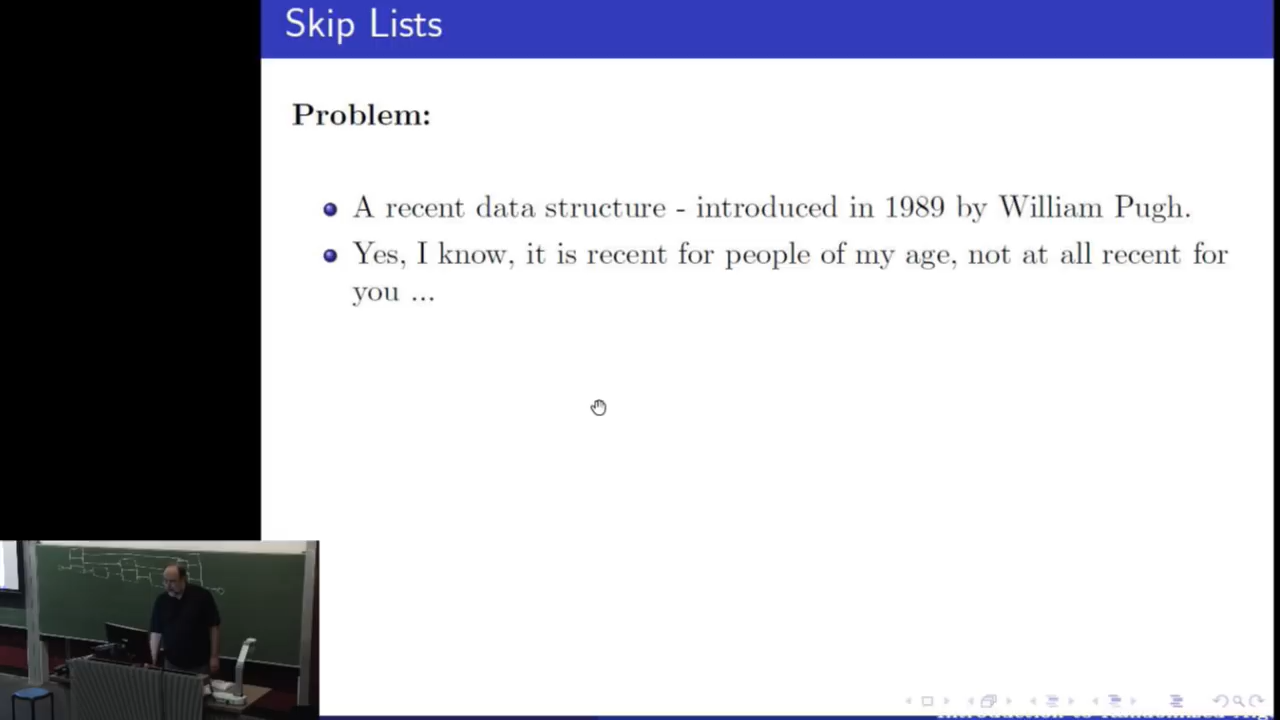 Skip Lists
Problem:
A recent data structure - introduced in 1989 by William Pugh.
Yes, I know, it is recent for people of my age, not at all recent for
you ...